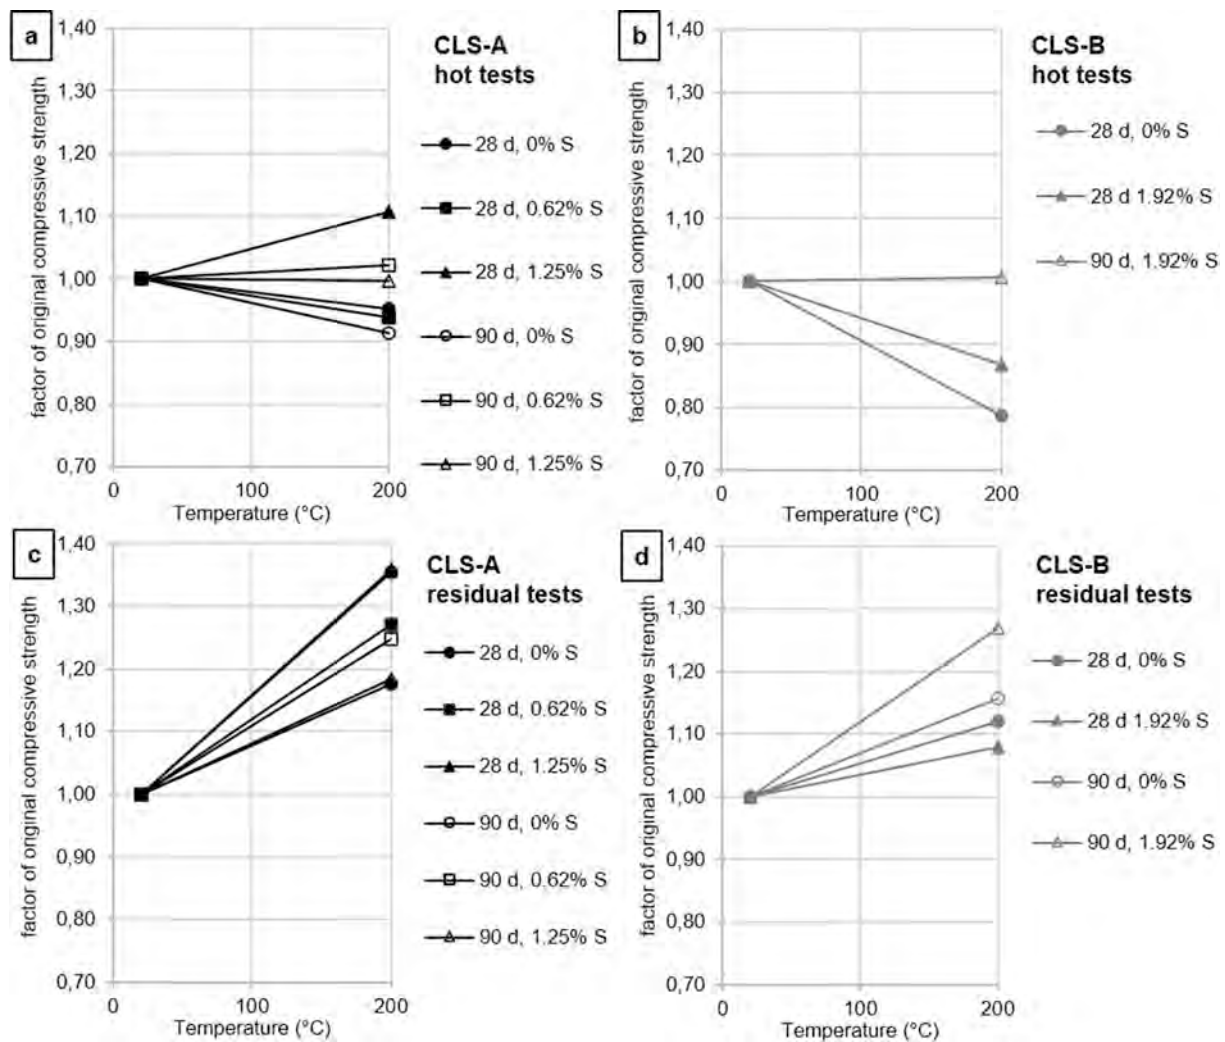 a
CLS-A
hot tests
factor of original compressive strength
1,40
1,30
1,20
1,10
1,00
0,90
0,80
0,70
0
100
200
Temperature (°C)
28 d, 0% S
28 d, 0.62% S
28 d, 1.25% S
90 d, 0% S
90 d, 0.62% S
90 d, 1.25% S
b
CLS-B
hot tests
factor of original compressive strength
1,40
1,30
1,20
1,10
1,00
0,90
0,80
0,70
0
100
200
Temperature (°C)
28 d, 0% S
28 d 1.92% S
90 d, 1.92% S
c
CLS-A
residual tests
factor of original compressive strength
1,40
1,30
1,20
1,10
1,00
0,90
0,80
0,70
0
100
200
Temperature (°C)
28 d, 0% S
28 d, 0.62% S
28 d, 1.25% S
90 d, 0% S
90 d, 0.62% S
90 d, 1.25% S
d
CLS-B
residual tests
factor of original compressive strength
1,40
1,30
1,20
1,10
1,00
0,90
0,80
0,70
0
100
200
Temperature (°C)
28 d, 0% S
28 d 1.92% S
90 d, 0% S
90 d, 1.92% S